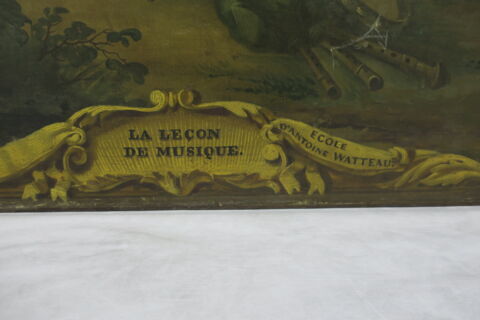 LA LEÇON
DE MUSIQUE.
ECOLE
D'ANTOINE WATTEAU.